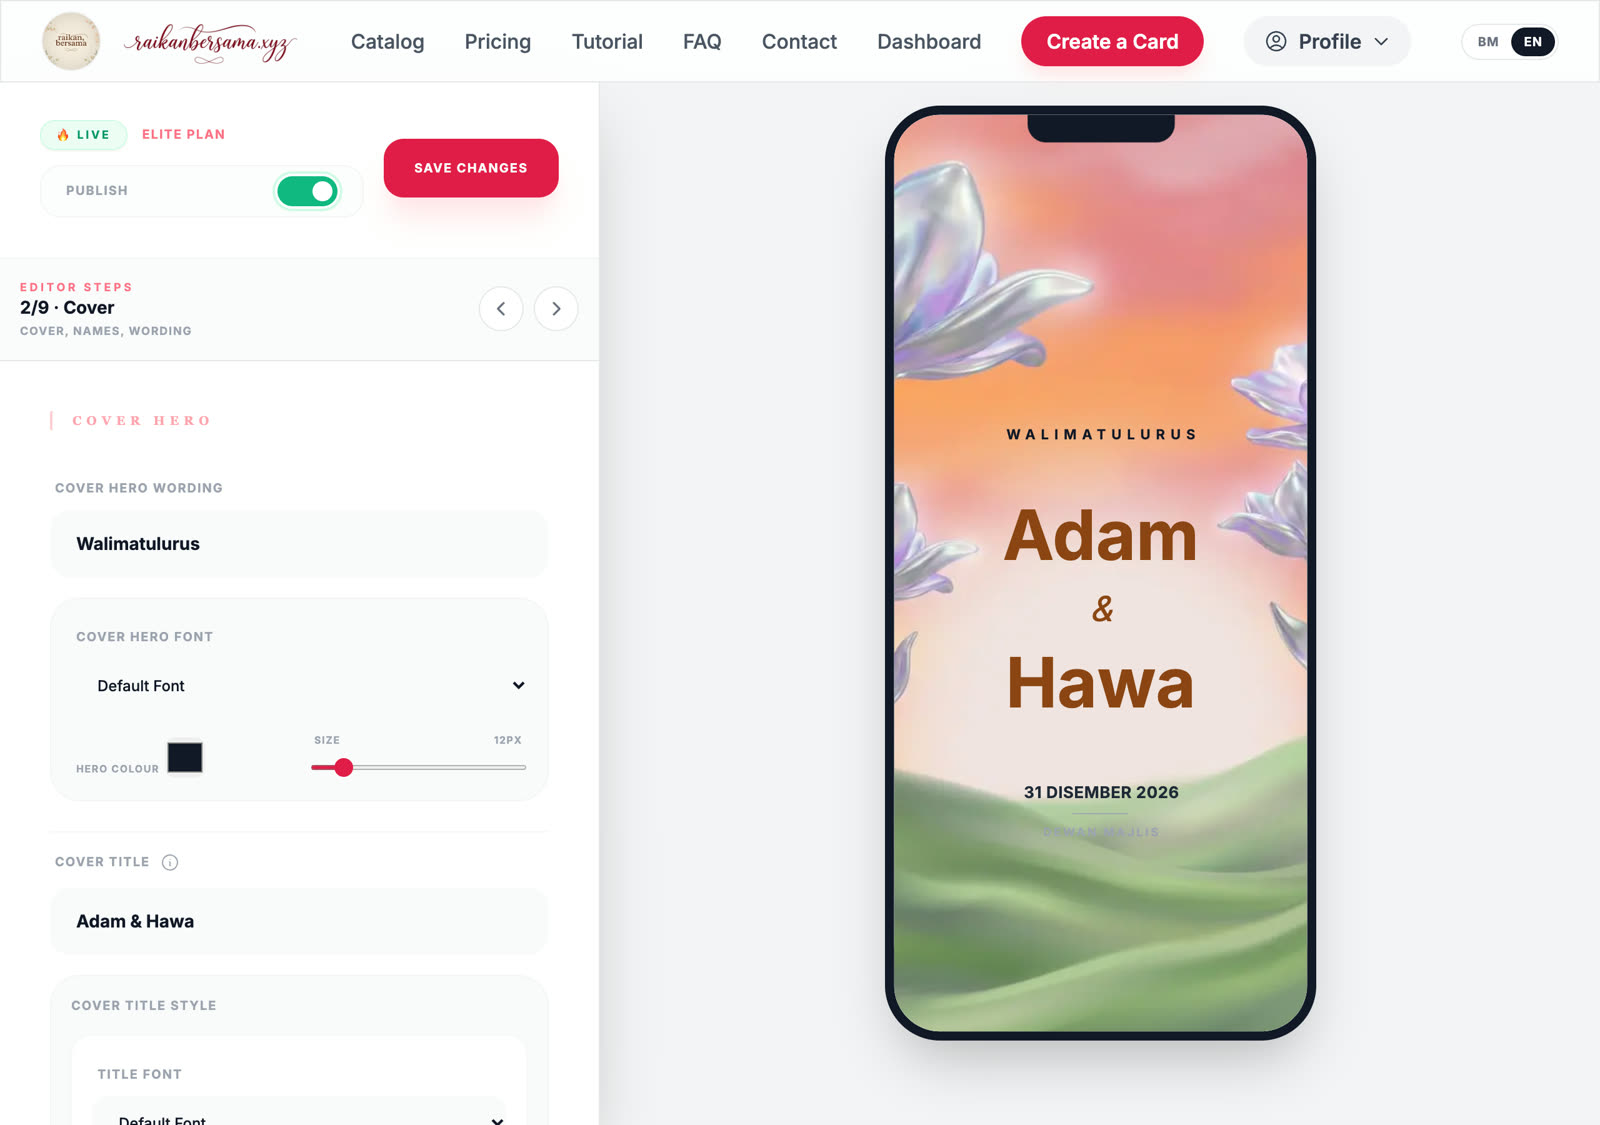 raikan bersama
raikanbersama.xyz
Catalog
Pricing
Tutorial
FAQ
Contact
Dashboard
Create a Card
Profile
BM
EN
🔥 LIVE
ELITE PLAN
PUBLISH
SAVE CHANGES
EDITOR STEPS
2/9 · Cover
COVER, NAMES, WORDING
COVER HERO
COVER HERO WORDING
Walimatulurus
COVER HERO FONT
Default Font
HERO COLOUR
SIZE
12PX
COVER TITLE
Adam & Hawa
COVER TITLE STYLE
TITLE FONT
Default Font
WALIMATULURUS
Adam
&
Hawa
31 DISEMBER 2026
DEWAN MAJLIS